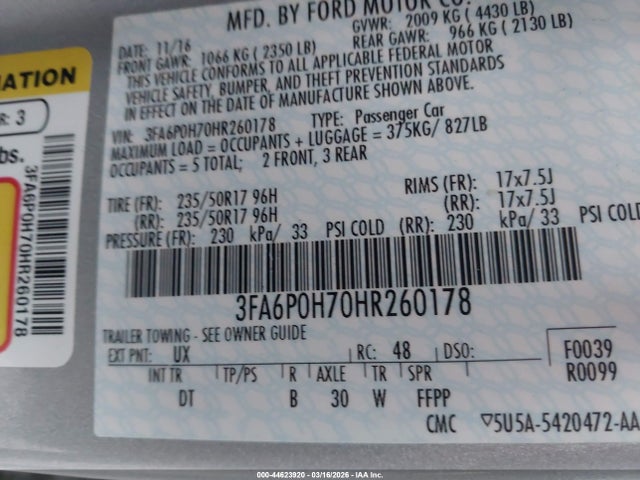 MFD. BY FORD MOTOR CO.
DATE: 11/16
GVWR: 2009 KG (4430 LB)
FRONT GAWR: 1066 KG (2350 LB)
REAR GAWR: 966 KG (2130 LB)
THIS VEHICLE CONFORMS TO ALL APPLICABLE FEDERAL MOTOR
VEHICLE SAFETY, BUMPER, AND THEFT PREVENTION STANDARDS
IN EFFECT ON THE DATE OF MANUFACTURE SHOWN ABOVE.
VIN: 3FA6P0H70HR260178 TYPE: Passenger Car
MAXIMUM LOAD = OCCUPANTS + LUGGAGE = 375KG/ 827LB
OCCUPANTS = 5 TOTAL; 2 FRONT, 3 REAR
TIRE (FR): 235/50R17 96H RIMS (FR): 17x7.5J
(RR): 235/50R17 96H (RR): 17x7.5J
PRESSURE (FR): 230 kPa/ 33 PSI COLD (RR): 230 kPa/ 33 PSI COLD
3FA6P0H70HR260178
TRAILER TOWING - SEE OWNER GUIDE
EXT PNT: UX RC: 48 DSO: F0039
R0099
INT TR TP/PS R AXLE TR SPR
DT B 30 W FFPP
CMC ▽5U5A-5420472-AA
MATION
R: 3
bs.
3FA6P0H70HR260178
000-44623920 - 03/16/2026 - IAA Inc.